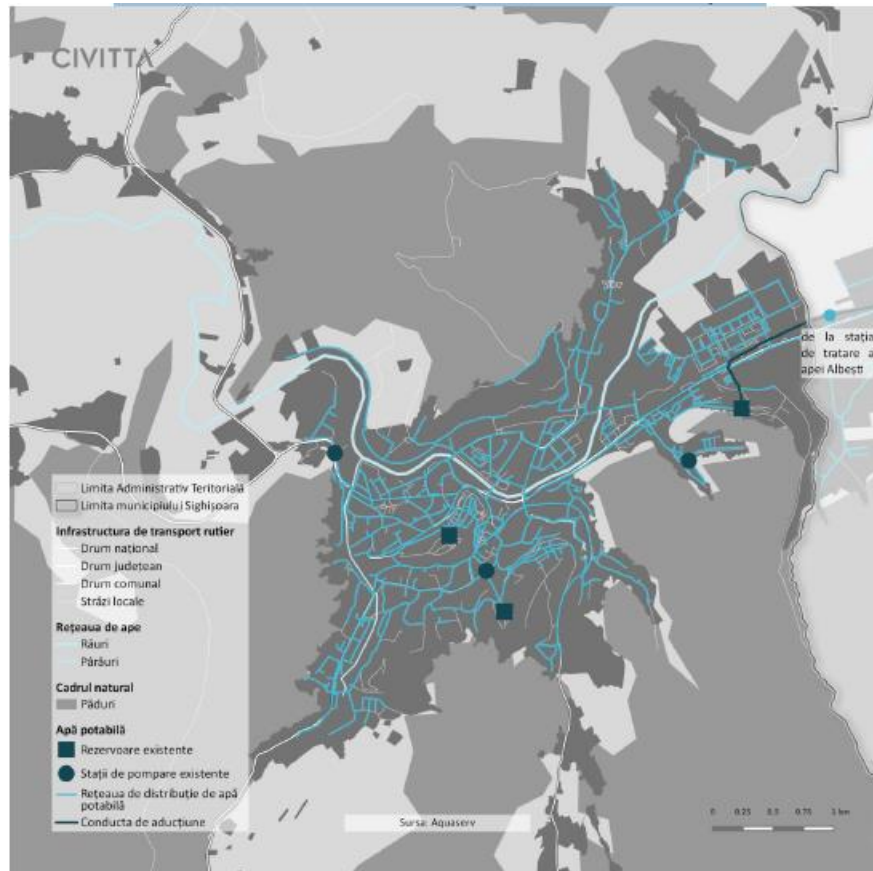 CIVITTA
de la stația
de tratare a
apei Albești
Limita Administrativ Teritorială
Limita municipiului Sighișoara
Infrastructura de transport rutier
Drum național
Drum județean
Drum comunal
Străzi locale
Rețeaua de ape
Râuri
Pârâuri
Cadrul natural
Păduri
Apă potabilă
Rezervoare existente
Stații de pompare existente
Rețeaua de distribuție de apă
potabilă
Conducta de aducțiune
Sursa: Aquaserv
0 0.25 0.5 0.75 1 km